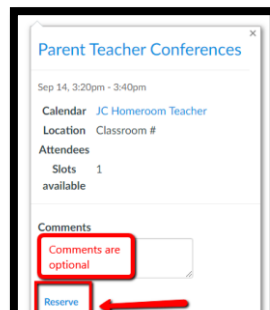 ×
Parent Teacher Conferences
Sep 14, 3:20pm - 3:40pm
Calendar JC Homeroom Teacher
Location Classroom #
Attendees
Slots 1
available
Comments
Comments are
optional
Reserve